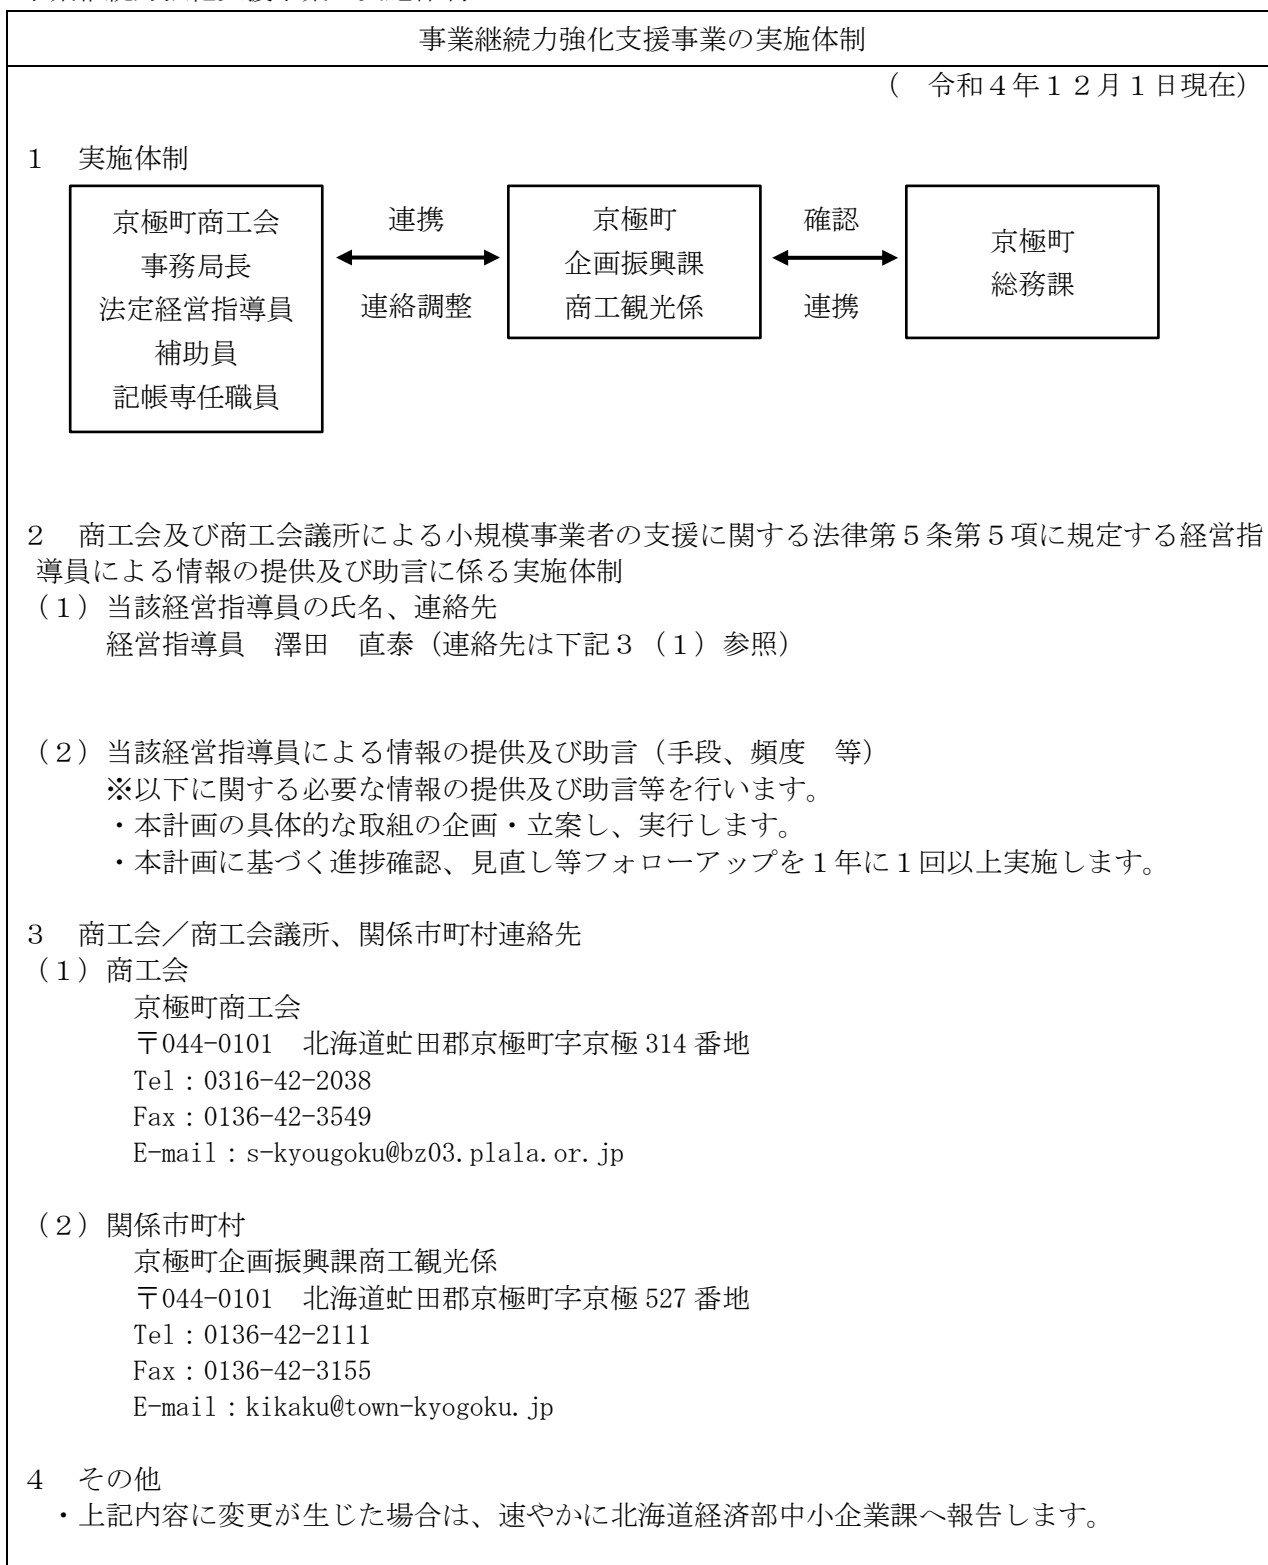 事業継続力強化支援事業の実施体制
（　令和４年１２月１日現在）
１　実施体制
京極町商工会
事務局長
法定経営指導員
補助員
記帳専任職員
連携
連絡調整
京極町
企画振興課
商工観光係
確認
連携
京極町
総務課
２　商工会及び商工会議所による小規模事業者の支援に関する法律第５条第５項に規定する経営指
導員による情報の提供及び助言に係る実施体制
（１）当該経営指導員の氏名、連絡先
経営指導員　澤田　直泰（連絡先は下記３（１）参照）
（２）当該経営指導員による情報の提供及び助言（手段、頻度　等）
※以下に関する必要な情報の提供及び助言等を行います。
・本計画の具体的な取組の企画・立案し、実行します。
・本計画に基づく進捗確認、見直し等フォローアップを１年に１回以上実施します。
３　商工会／商工会議所、関係市町村連絡先
（１）商工会
京極町商工会
〒044-0101　北海道虻田郡京極町字京極 314 番地
Tel：0316-42-2038
Fax：0136-42-3549
E-mail：s-kyougoku@bz03.plala.or.jp
（２）関係市町村
京極町企画振興課商工観光係
〒044-0101　北海道虻田郡京極町字京極 527 番地
Tel：0136-42-2111
Fax：0136-42-3155
E-mail：kikaku@town-kyogoku.jp
４　その他
・上記内容に変更が生じた場合は、速やかに北海道経済部中小企業課へ報告します。